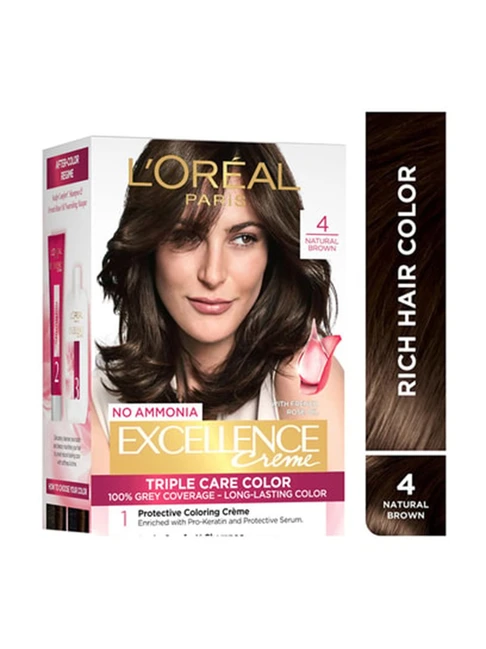 AFTER-COLOR
REGIME
L'ORÉAL
PARIS
4
NATURAL
BROWN
2
3
HOW TO CHOOSE YOUR COLOR
NO AMMONIA
EXCELLENCE
Creme
TRIPLE CARE COLOR
100% GREY COVERAGE – LONG-LASTING COLOR
1 Protective Coloring Crème
Enriched with Pro-Keratin and Protective Serum.
RICH HAIR COLOR
4
NATURAL
BROWN